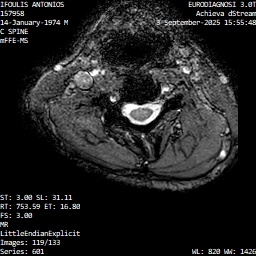 IFOULIS ANTONIOS
157958
14-January-1974 M
C SPINE
mFFE-MS
EURODIAGNOSI 3.0T
Achieva dStream
3-September-2025 15:55:48
ST: 3.00 SL: 31.11
RT: 753.59 ET: 16.80
FS: 3.00
MR
LittleEndianExplicit
Images: 119/133
Series: 601
WL: 820 WW: 1426